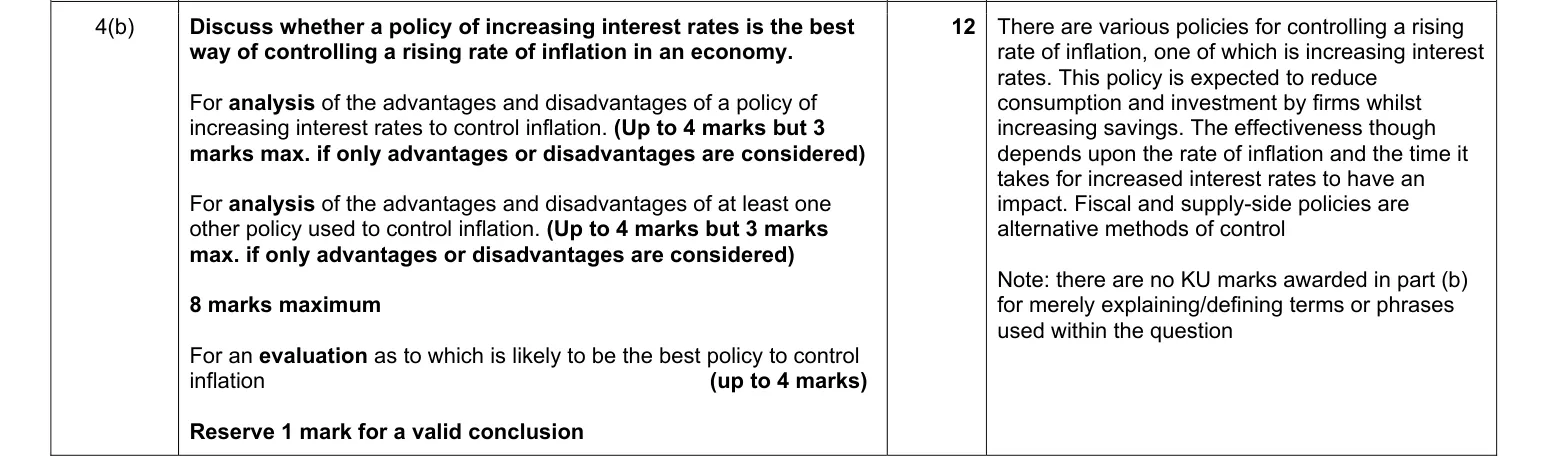 4(b)
Discuss whether a policy of increasing interest rates is the best
way of controlling a rising rate of inflation in an economy.
For analysis of the advantages and disadvantages of a policy of
increasing interest rates to control inflation. (Up to 4 marks but 3
marks max. if only advantages or disadvantages are considered)
For analysis of the advantages and disadvantages of at least one
other policy used to control inflation. (Up to 4 marks but 3 marks
max. if only advantages or disadvantages are considered)
8 marks maximum
For an evaluation as to which is likely to be the best policy to control
inflation (up to 4 marks)
Reserve 1 mark for a valid conclusion
12
There are various policies for controlling a rising
rate of inflation, one of which is increasing interest
rates. This policy is expected to reduce
consumption and investment by firms whilst
increasing savings. The effectiveness though
depends upon the rate of inflation and the time it
takes for increased interest rates to have an
impact. Fiscal and supply-side policies are
alternative methods of control
Note: there are no KU marks awarded in part (b)
for merely explaining/defining terms or phrases
used within the question